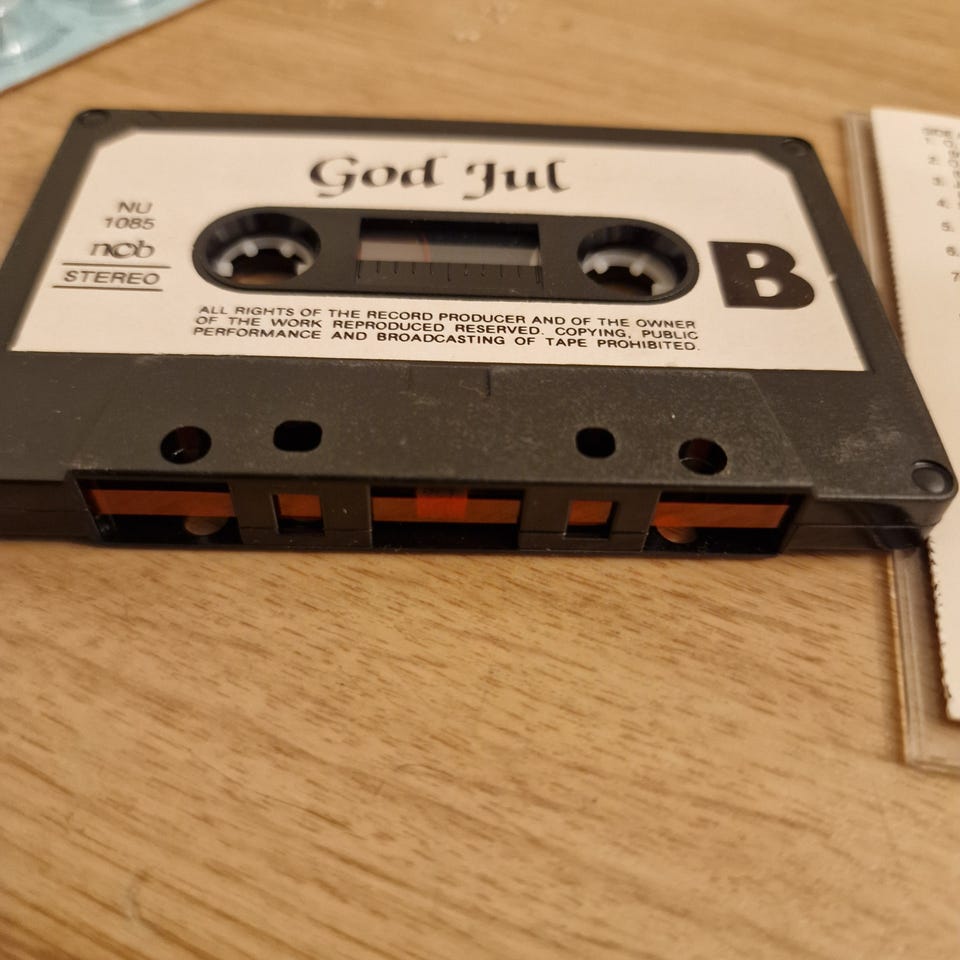 God Jul
NU
1085
ncb
STEREO
B
ALL RIGHTS OF THE RECORD PRODUCER AND OF THE OWNER
OF THE WORK REPRODUCED RESERVED. COPYING, PUBLIC
PERFORMANCE AND BROADCASTING OF TAPE PROHIBITED.